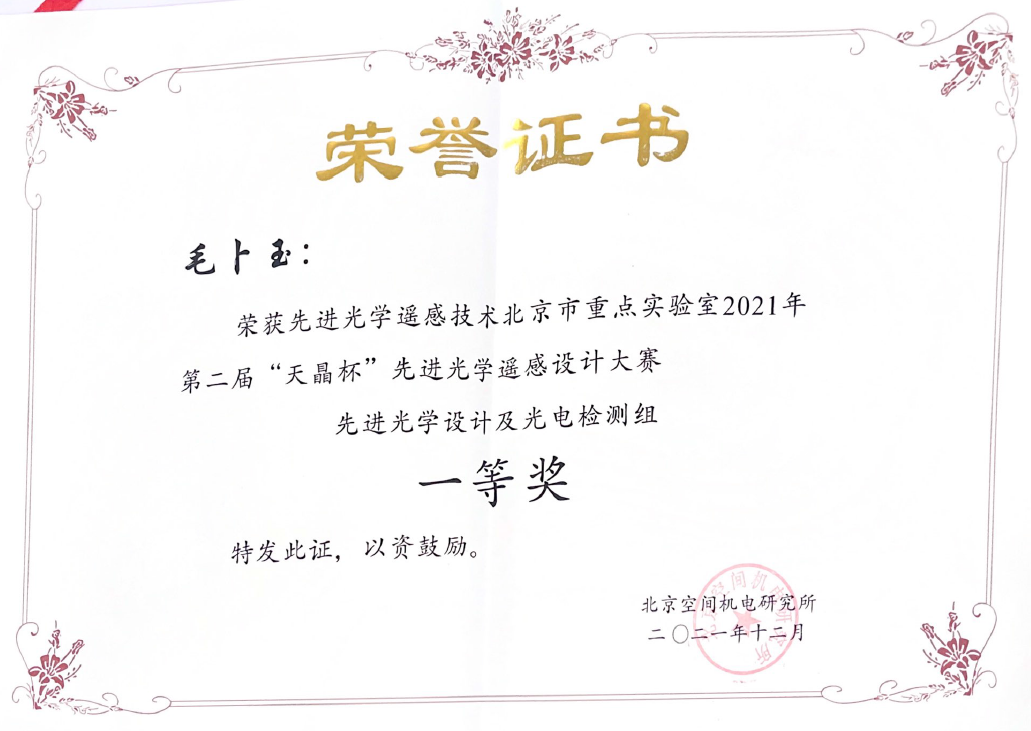 荣誉证书
毛卜玉：
荣获先进光学遥感技术北京市重点实验室2021年
第二届“天晶杯”先进光学遥感设计大赛
先进光学设计及光电检测组
一等奖
特发此证，以资鼓励。
北京空间机电研究所
二〇二一年十二月